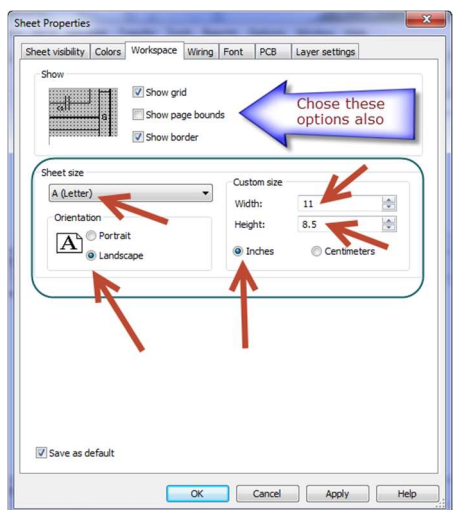 Sheet Properties
Sheet visibility Colors Workspace Wiring Font PCB Layer settings
Show
Show grid
Show page bounds
Show border
Chose these
options also
Sheet size
A (Letter)
Orientation
A
Portrait
Landscape
Custom size
Width: 11
Height: 8.5
Inches Centimeters
Save as default
OK Cancel Apply Help